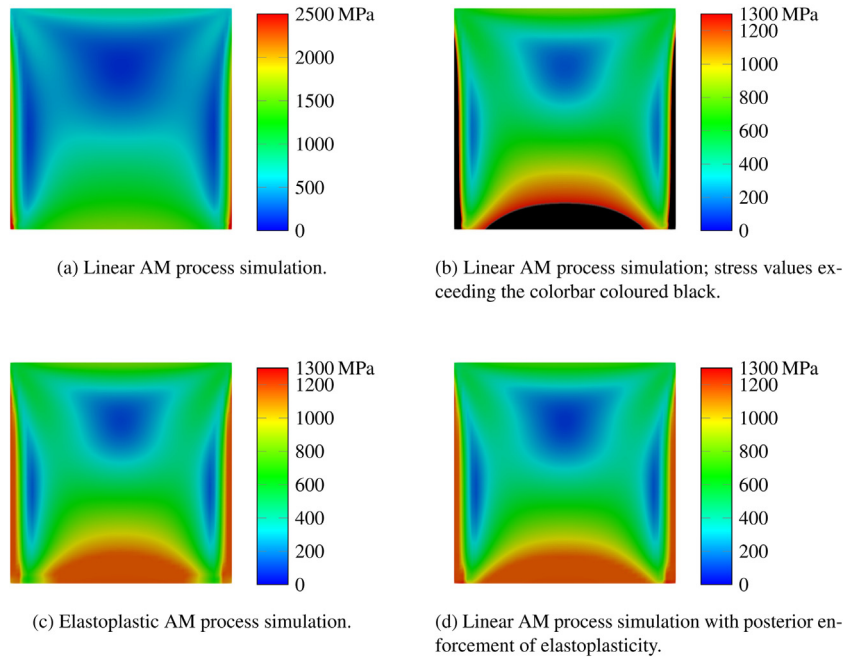 2500 MPa
2000
1500
1000
500
0
1300 MPa
1200
1000
800
600
400
200
0
(a) Linear AM process simulation.
(b) Linear AM process simulation; stress values ex-
ceeding the colorbar coloured black.
1300 MPa
1200
1000
800
600
400
200
0
1300 MPa
1200
1000
800
600
400
200
0
(c) Elastoplastic AM process simulation.
(d) Linear AM process simulation with posterior en-
forcement of elastoplasticity.